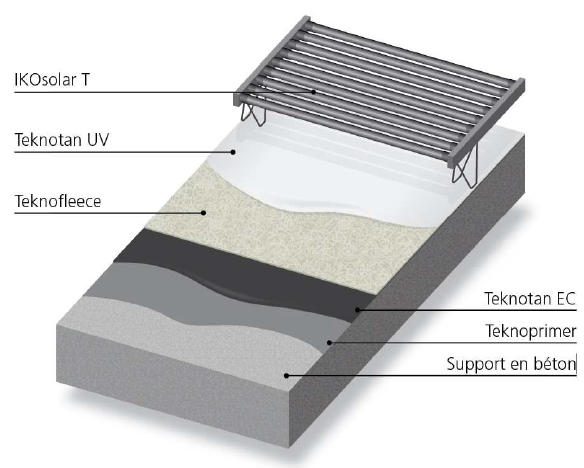 IKOsolar T
Teknotan UV
Teknofleece
Teknotan EC
Teknoprimer
Support en béton